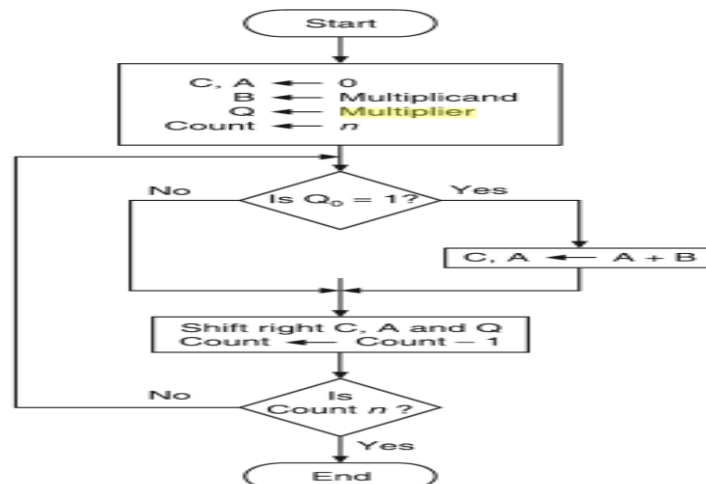 Start
C, A ← 0
B ← Multiplicand
Q ← Multiplier
Count ← n
No
Is Q₀ = 1?
Yes
C, A ← A + B
Shift right C, A and Q
Count ← Count − 1
No
Is
Count n ?
Yes
End